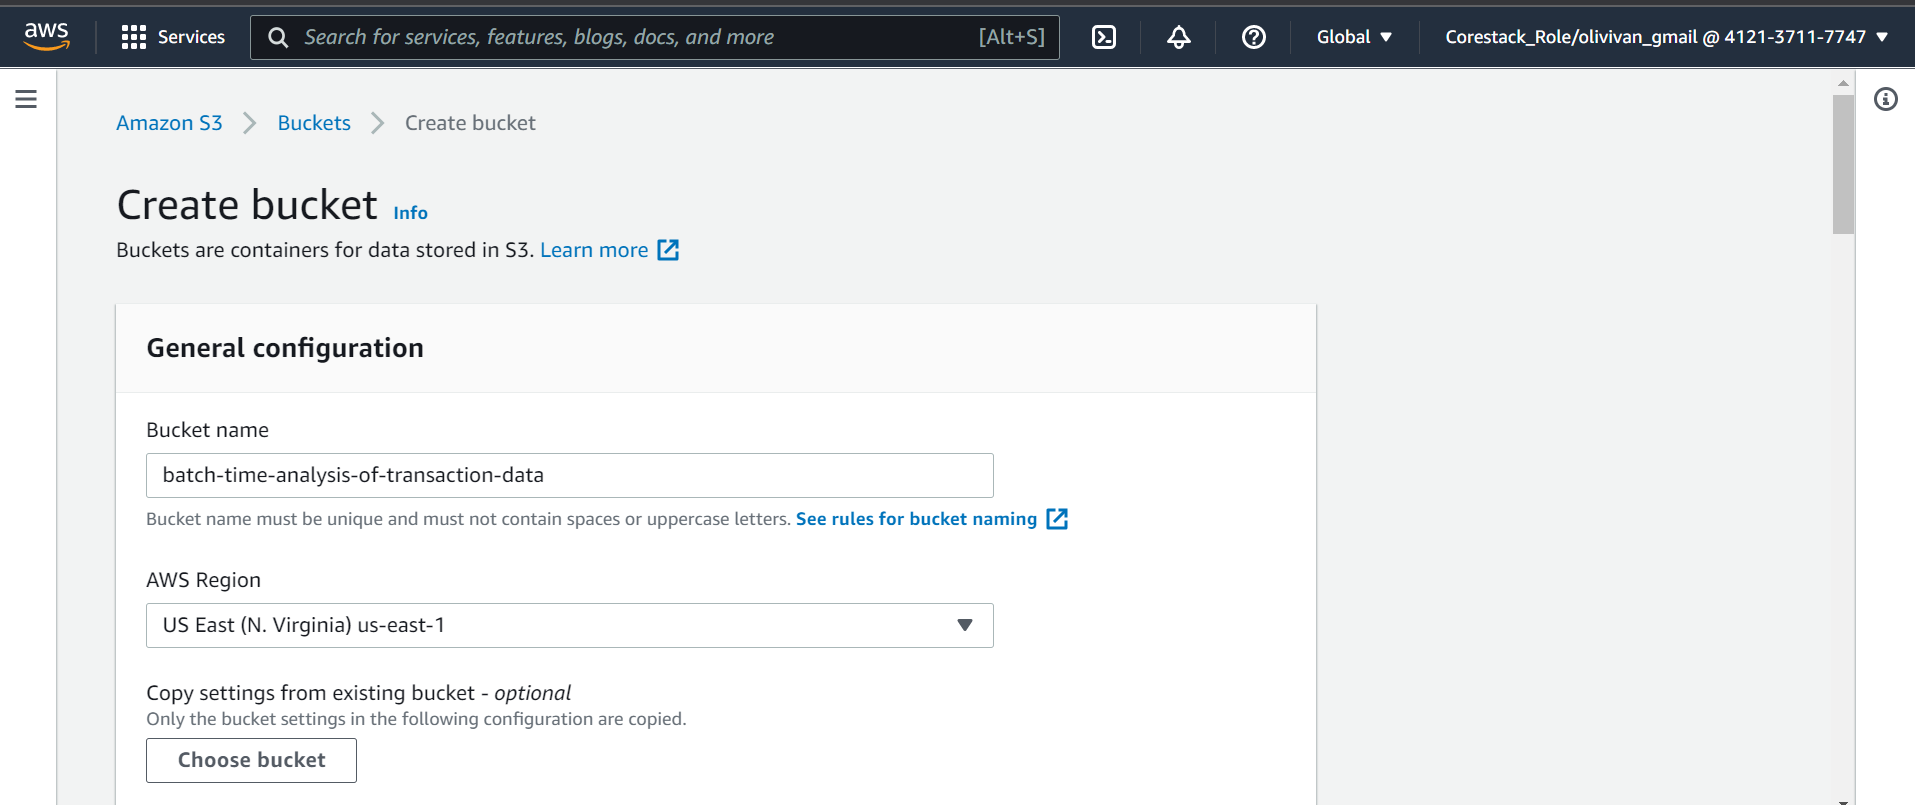 aws Services Search for services, features, blogs, docs, and more [Alt+S] Global Corestack_Role/olivivan_gmail @ 4121-3711-7747
Amazon S3 Buckets Create bucket
Create bucket Info
Buckets are containers for data stored in S3. Learn more
General configuration
Bucket name
batch-time-analysis-of-transaction-data
Bucket name must be unique and must not contain spaces or uppercase letters. See rules for bucket naming
AWS Region
US East (N. Virginia) us-east-1
Copy settings from existing bucket - optional
Only the bucket settings in the following configuration are copied.
Choose bucket